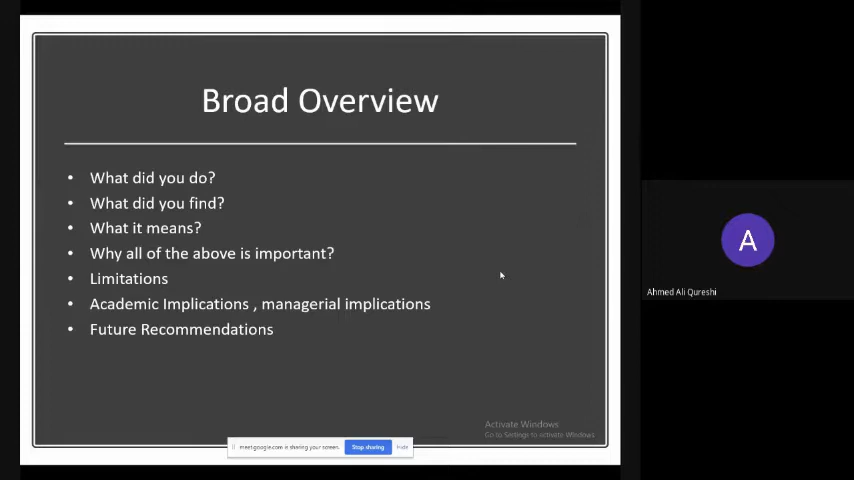 Broad Overview
• What did you do?
• What did you find?
• What it means?
• Why all of the above is important?
• Limitations
• Academic Implications , managerial implications
• Future Recommendations
Activate Windows
Go to Settings to activate Windows.
meet.google.com is sharing your screen. Stop sharing Hide
A
Ahmed Ali Qureshi